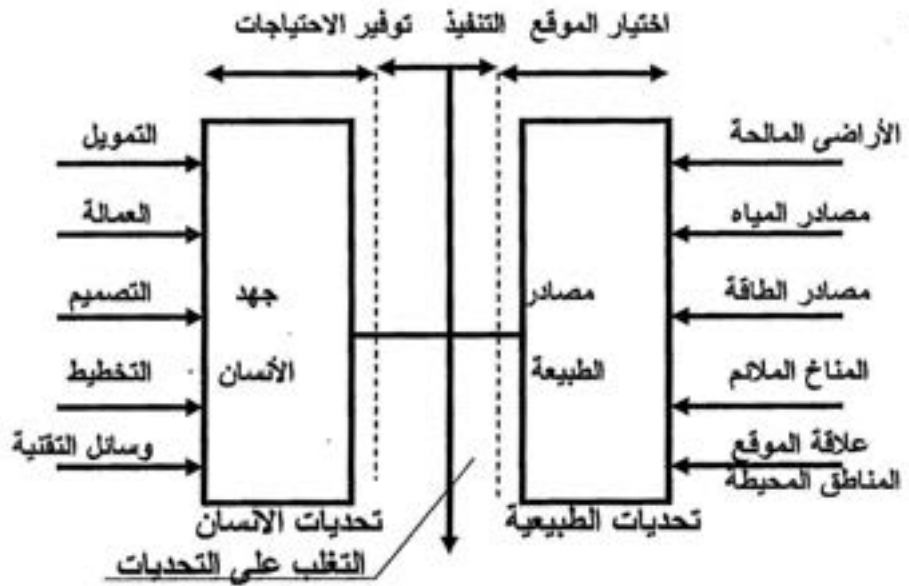 اختيار الموقع التنفيذ توفير الاحتياجات
الأراضى المالحة
مصادر المياه
مصادر الطاقة
المناخ الملائم
علاقة الموقع
المناطق المحيطة
مصادر
الطبيعة
جهد
الأنسان
التمويل
العمالة
التصميم
التخطيط
وسائل التقنية
تحديات الطبيعية
تحديات الانسان
التغلب على التحديات